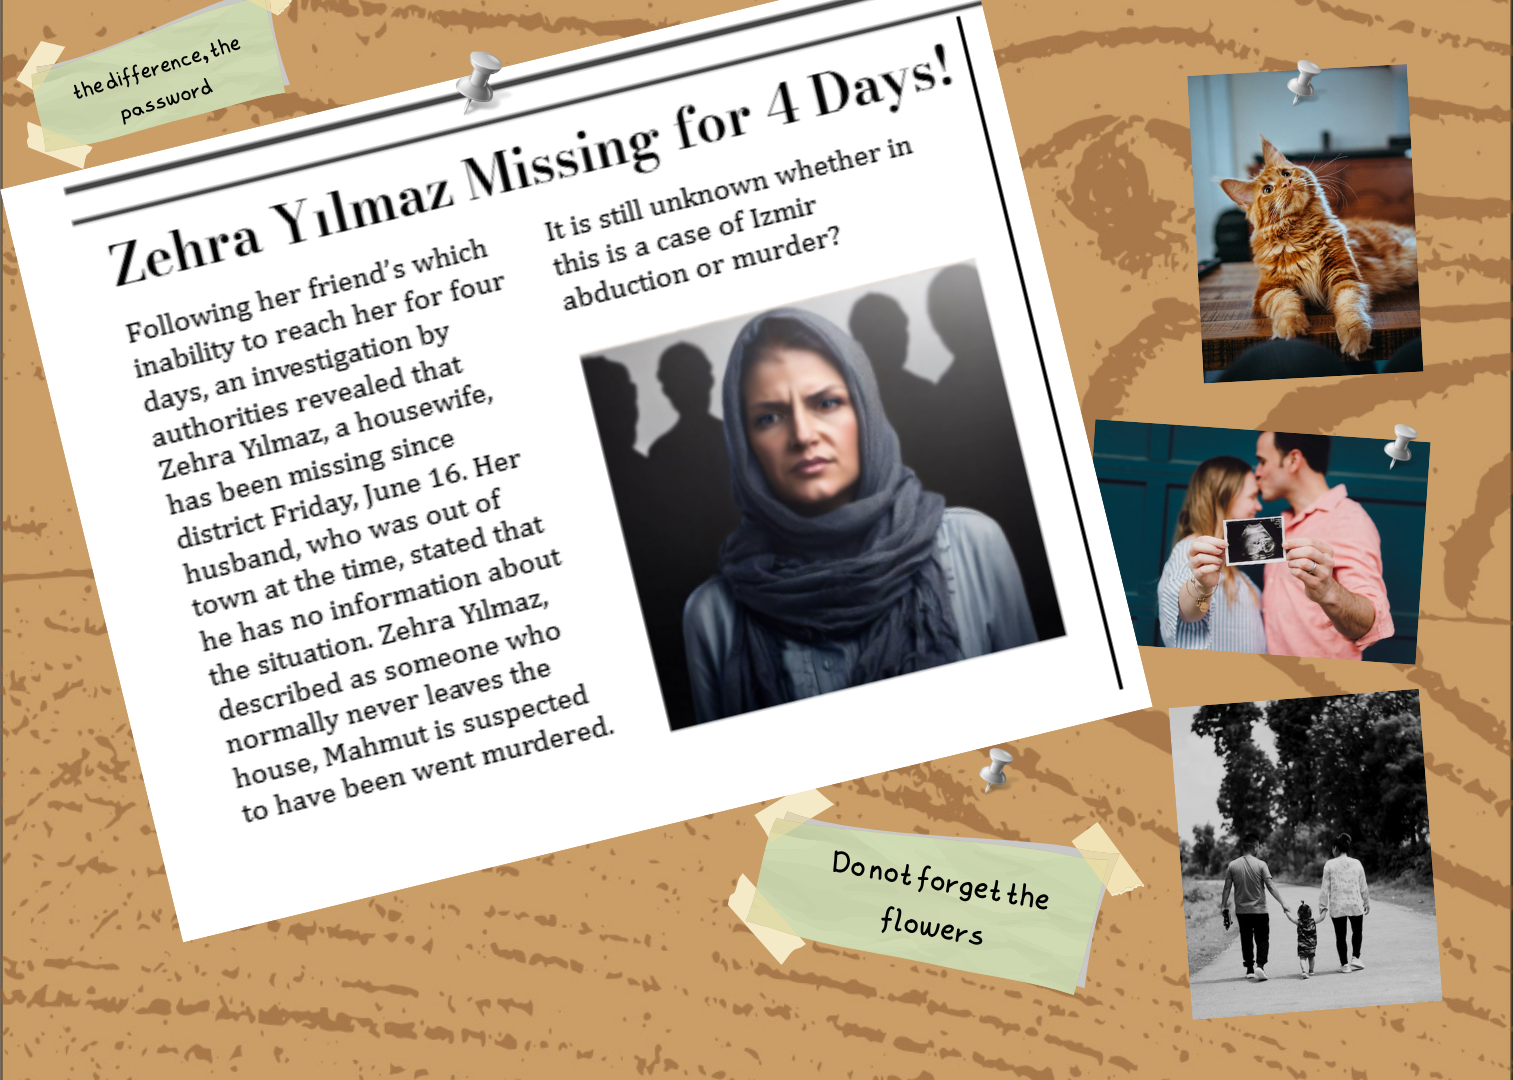 the difference, the
password
Zehra Yılmaz Missing for 4 Days!
Following her friend’s which
inability to reach her for four
days, an investigation by
authorities revealed that
Zehra Yılmaz, a housewife,
has been missing since
district Friday, June 16. Her
husband, who was out of
town at the time, stated that
he has no information about
the situation. Zehra Yılmaz,
described as someone who
normally never leaves the
house, Mahmut is suspected
to have been went murdered.
It is still unknown whether in
this is a case of Izmir
abduction or murder?
Do not forget the
flowers